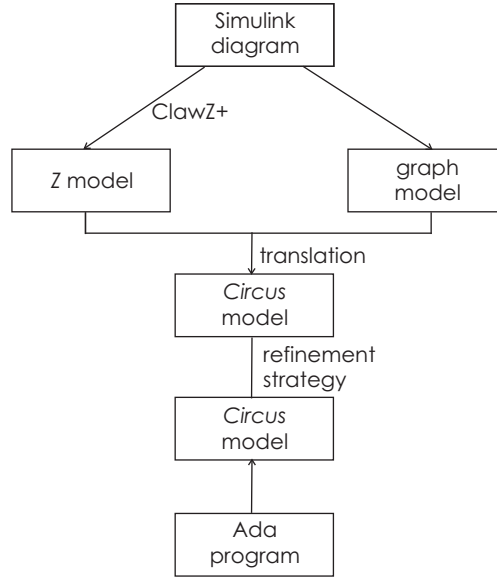 Simulink
diagram
ClawZ+
Z model
graph
model
translation
Circus
model
refinement
strategy
Circus
model
Ada
program